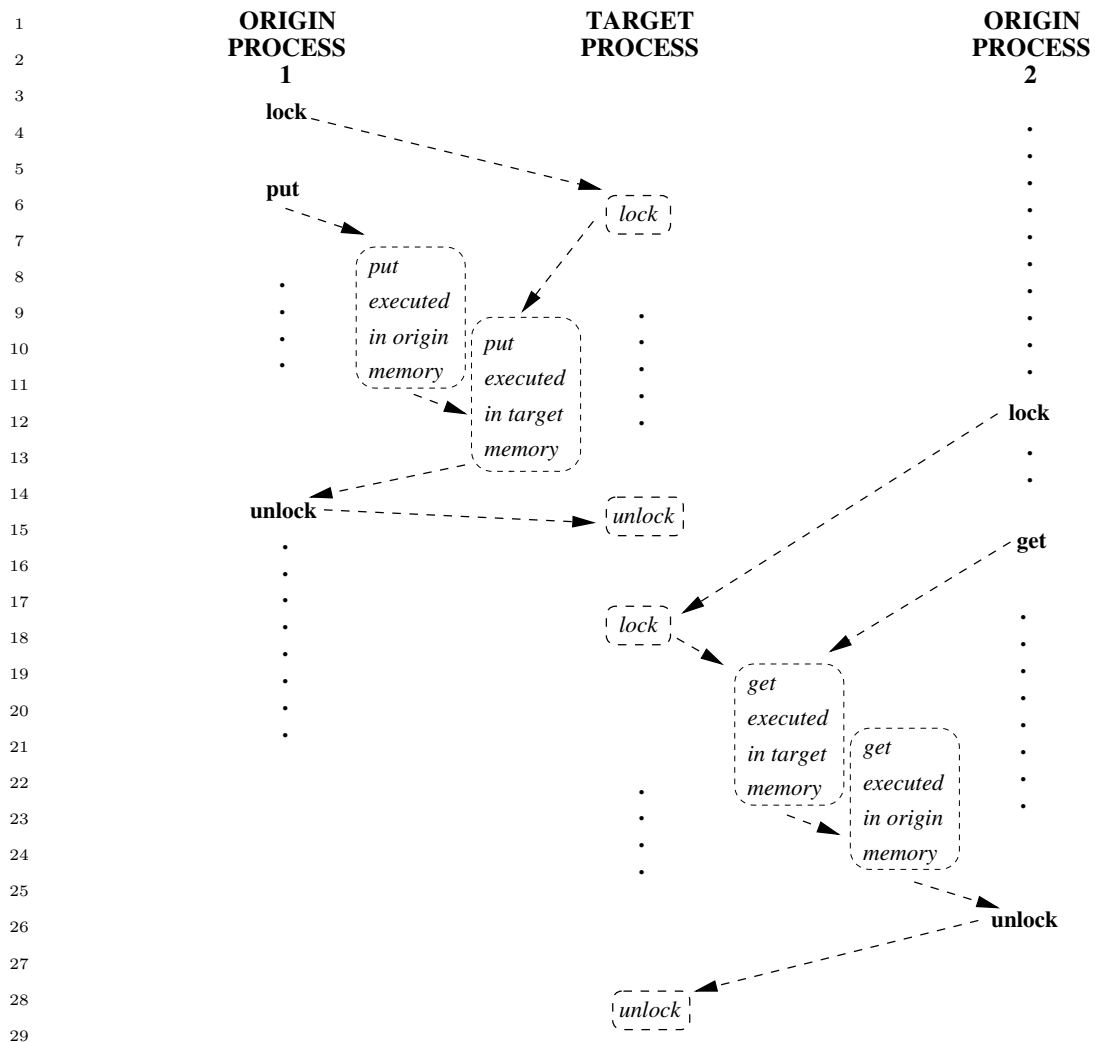 1 ORIGIN TARGET ORIGIN
PROCESS PROCESS PROCESS
2
1 2
3
lock
4
5
put
6 lock
7
put
8
executed
9
in origin put
10
memory executed
11
in target lock
12
memory
13
14
unlock unlock
15
get
16
17
lock
18
19 get
executed
20
in target get
21
memory executed
22
in origin
23
memory
24
25
unlock
26
27
28 unlock
29